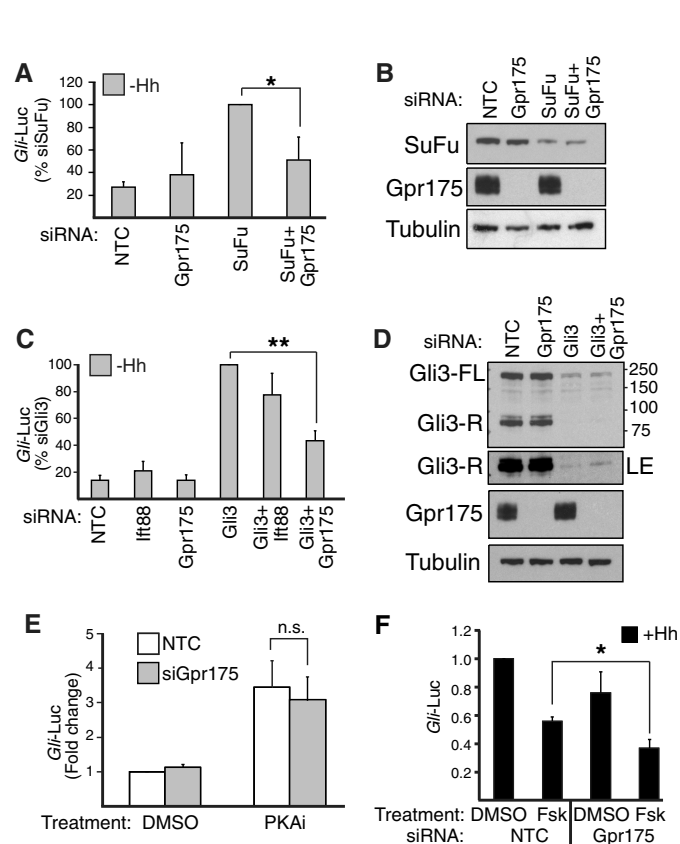 A
Gli-Luc
(% siSuFu)
120
100
80
60
40
20
-Hh
*
siRNA:
NTC
Gpr175
SuFu
SuFu+
Gpr175
B
siRNA:
NTC
Gpr175
SuFu
SuFu+
Gpr175
SuFu
Gpr175
Tubulin
C
Gli-Luc
(% siGli3)
100
80
60
40
20
-Hh
**
siRNA:
NTC
Ift88
Gpr175
Gli3
Gli3+
Ift88
Gli3+
Gpr175
D
siRNA:
NTC
Gpr175
Gli3
Gli3+
Gpr175
Gli3-FL
Gli3-R
250
150
100
75
Gli3-R
LE
Gpr175
Tubulin
E
Gli-Luc
(Fold change)
5
4
3
2
1
NTC
siGpr175
n.s.
Treatment: DMSO PKAi
F
Gli-Luc
1.2
1.0
0.8
0.6
0.4
0.2
+Hh
*
Treatment: DMSO Fsk DMSO Fsk
siRNA: NTC Gpr175